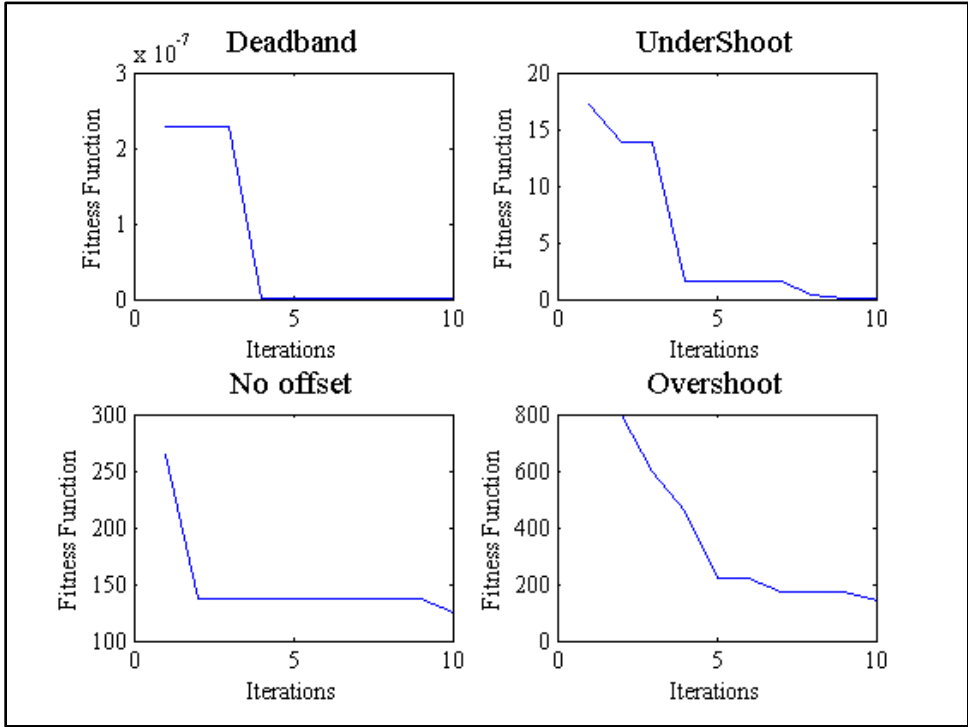 Deadband
x 10-7
3
2
1
0
0
5
10
Fitness Function
Iterations
UnderShoot
20
15
10
5
0
0
5
10
Fitness Function
Iterations
No offset
300
250
200
150
100
0
5
10
Fitness Function
Iterations
Overshoot
800
600
400
200
0
0
5
10
Fitness Function
Iterations